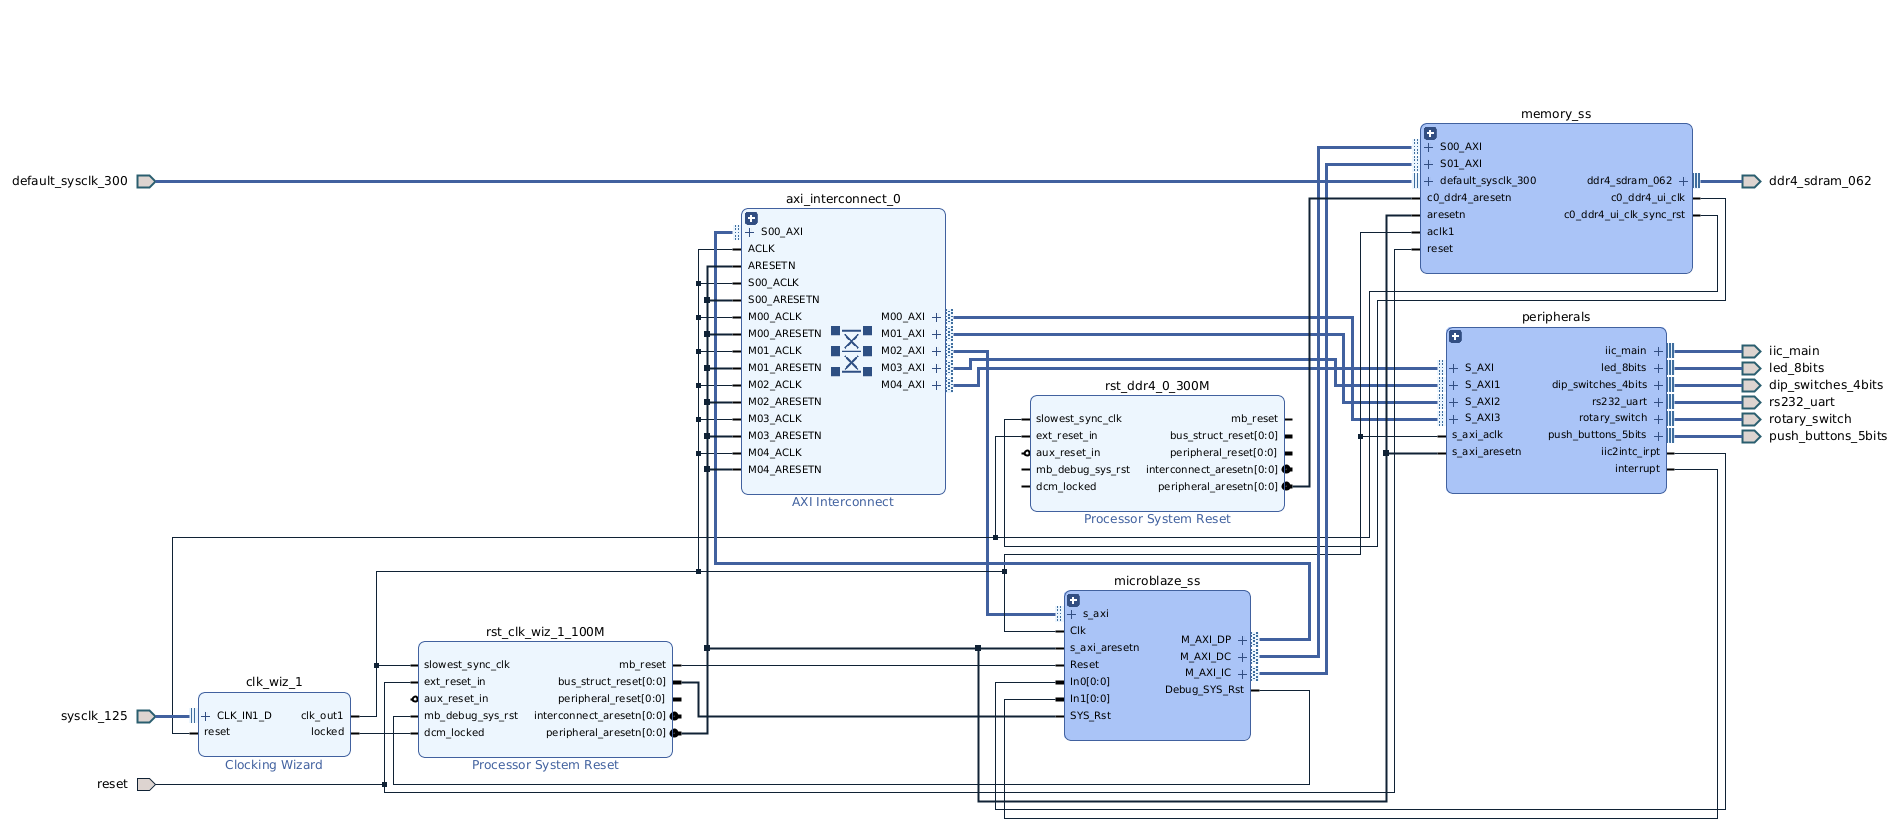 memory_ss
S00_AXI
S01_AXI
default_sysclk_300
c0_ddr4_aresetn
aresetn
aclk1
reset
ddr4_sdram_062
c0_ddr4_ui_clk
c0_ddr4_ui_clk_sync_rst
default_sysclk_300
ddr4_sdram_062
axi_interconnect_0
S00_AXI
ACLK
ARESETN
S00_ACLK
S00_ARESETN
M00_ACLK
M00_ARESETN
M01_ACLK
M01_ARESETN
M02_ACLK
M02_ARESETN
M03_ACLK
M03_ARESETN
M04_ACLK
M04_ARESETN
M00_AXI
M01_AXI
M02_AXI
M03_AXI
M04_AXI
AXI Interconnect
peripherals
S_AXI
S_AXI1
S_AXI2
S_AXI3
s_axi_aclk
s_axi_aresetn
iic_main
led_8bits
dip_switches_4bits
rs232_uart
rotary_switch
push_buttons_5bits
iic2intc_irpt
interrupt
iic_main
led_8bits
dip_switches_4bits
rs232_uart
rotary_switch
push_buttons_5bits
rst_ddr4_0_300M
slowest_sync_clk
ext_reset_in
aux_reset_in
mb_debug_sys_rst
dcm_locked
mb_reset
bus_struct_reset[0:0]
peripheral_reset[0:0]
interconnect_aresetn[0:0]
peripheral_aresetn[0:0]
Processor System Reset
microblaze_ss
s_axi
Clk
s_axi_aresetn
Reset
In0[0:0]
In1[0:0]
SYS_Rst
M_AXI_DP
M_AXI_DC
M_AXI_IC
Debug_SYS_Rst
rst_clk_wiz_1_100M
slowest_sync_clk
ext_reset_in
aux_reset_in
mb_debug_sys_rst
dcm_locked
mb_reset
bus_struct_reset[0:0]
peripheral_reset[0:0]
interconnect_aresetn[0:0]
peripheral_aresetn[0:0]
Processor System Reset
clk_wiz_1
CLK_IN1_D
reset
clk_out1
locked
Clocking Wizard
sysclk_125
reset